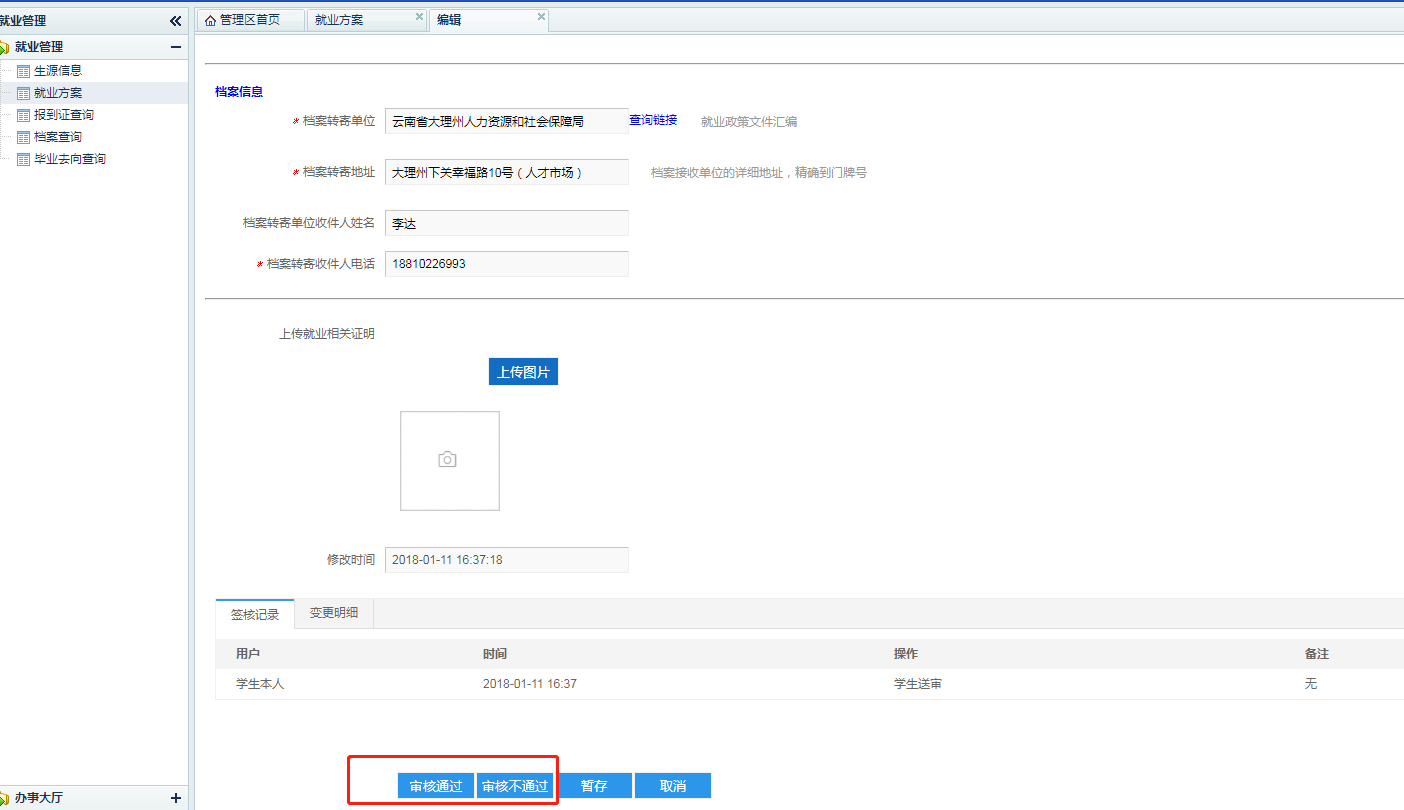 就业管理
管理区首页 就业方案 编辑
就业管理
生源信息
就业方案
报到证查询
档案查询
毕业去向查询
办事大厅
档案信息
* 档案转寄单位 云南省大理州人力资源和社会保障局 查询链接 就业政策文件汇编
* 档案转寄地址 大理州下关幸福路10号（人才市场） 档案接收单位的详细地址，精确到门牌号
档案转寄单位收件人姓名 李达
* 档案转寄收件人电话 18810226993
上传就业相关证明
上传图片
修改时间 2018-01-11 16:37:18
签核记录 变更明细
用户 时间 操作 备注
学生本人 2018-01-11 16:37 学生送审 无
审核通过 审核不通过 暂存 取消